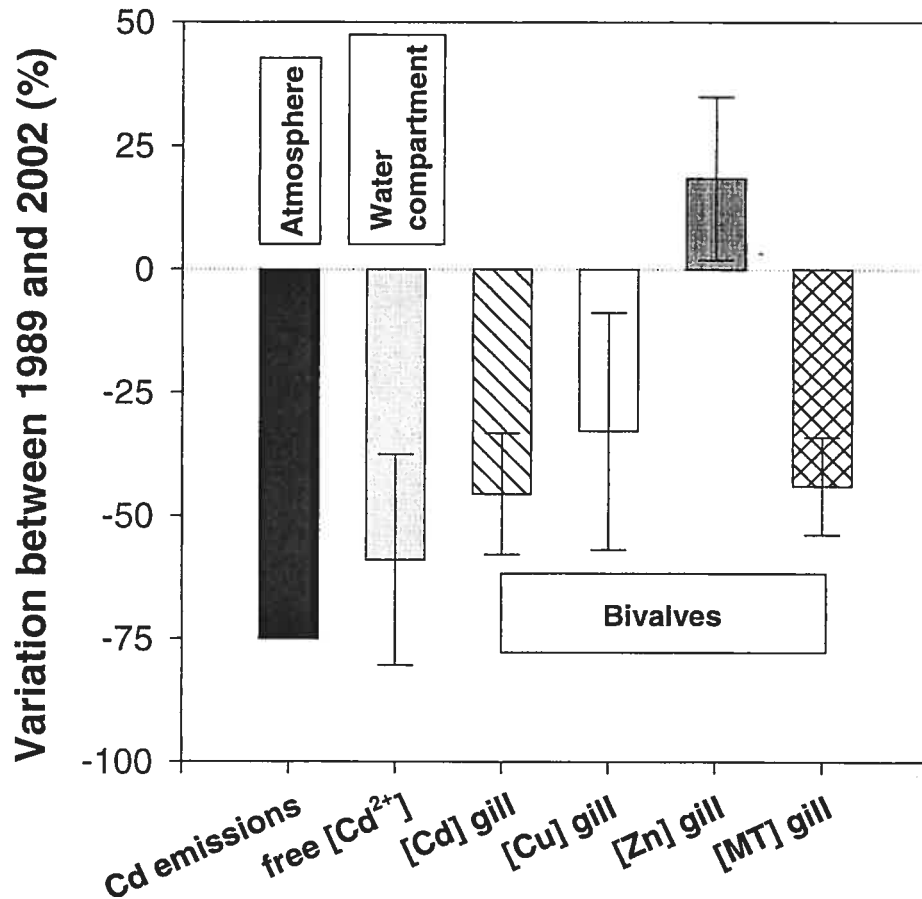 Variation between 1989 and 2002 (%)
50
25
0
-25
-50
-75
-100
Atmosphere
Water
compartment
Bivalves
Cd emissions
free [Cd²⁺]
[Cd] gill
[Cu] gill
[Zn] gill
[MT] gill